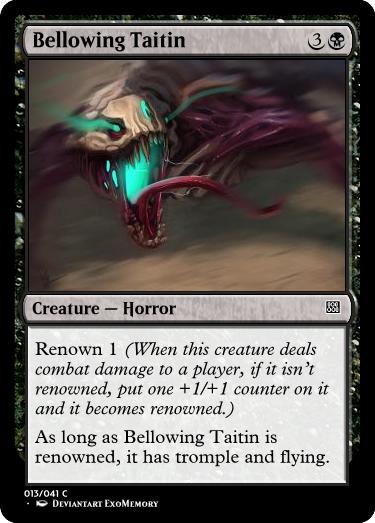 Bellowing Taitin 3
Creature — Horror
Renown 1 (When this creature deals
combat damage to a player, if it isn't
renowned, put one +1/+1 counter on it
and it becomes renowned.)
As long as Bellowing Taitin is
renowned, it has tromple and flying.
013/041 C
· Deviantart ExoMemory